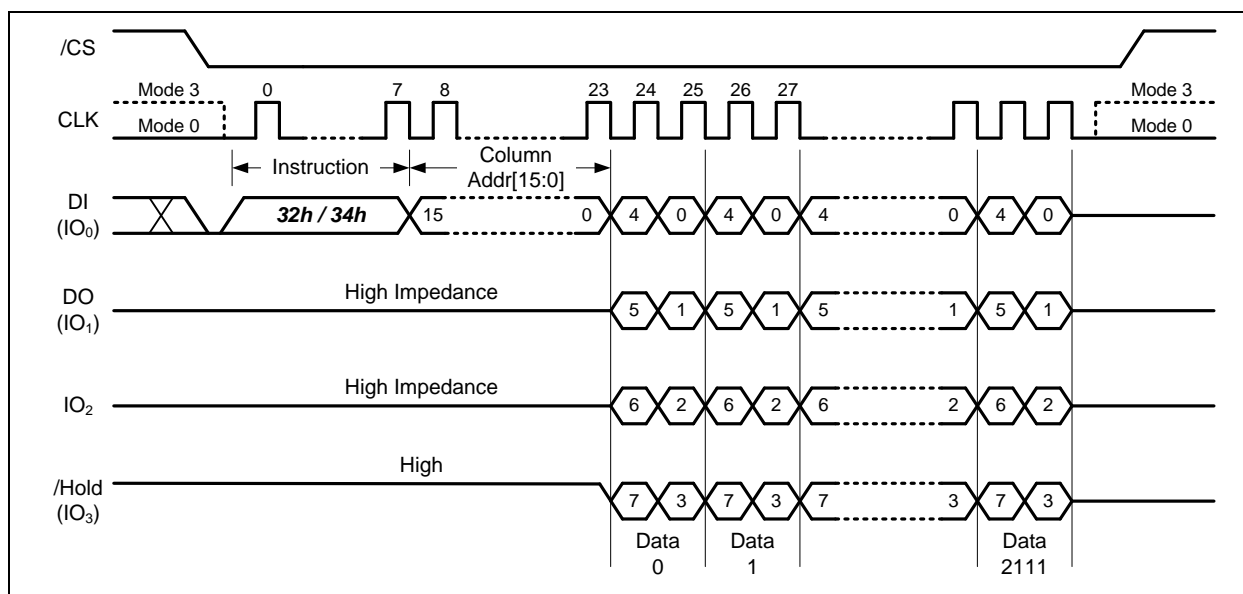 /CS
Mode 3 0 7 8 23 24 25 26 27 Mode 3
CLK
Mode 0 Mode 0
Instruction Column
Addr[15:0]
DI
(IO₀)
32h / 34h 15 0 4 0 4 0 4 0 4 0
High Impedance
DO
(IO₁)
5 1 5 1 5 1 5 1
High Impedance
IO₂ 6 2 6 2 6 2 6 2
High
/Hold
(IO₃)
7 3 7 3 7 3 7 3
Data Data Data
0 1 2111